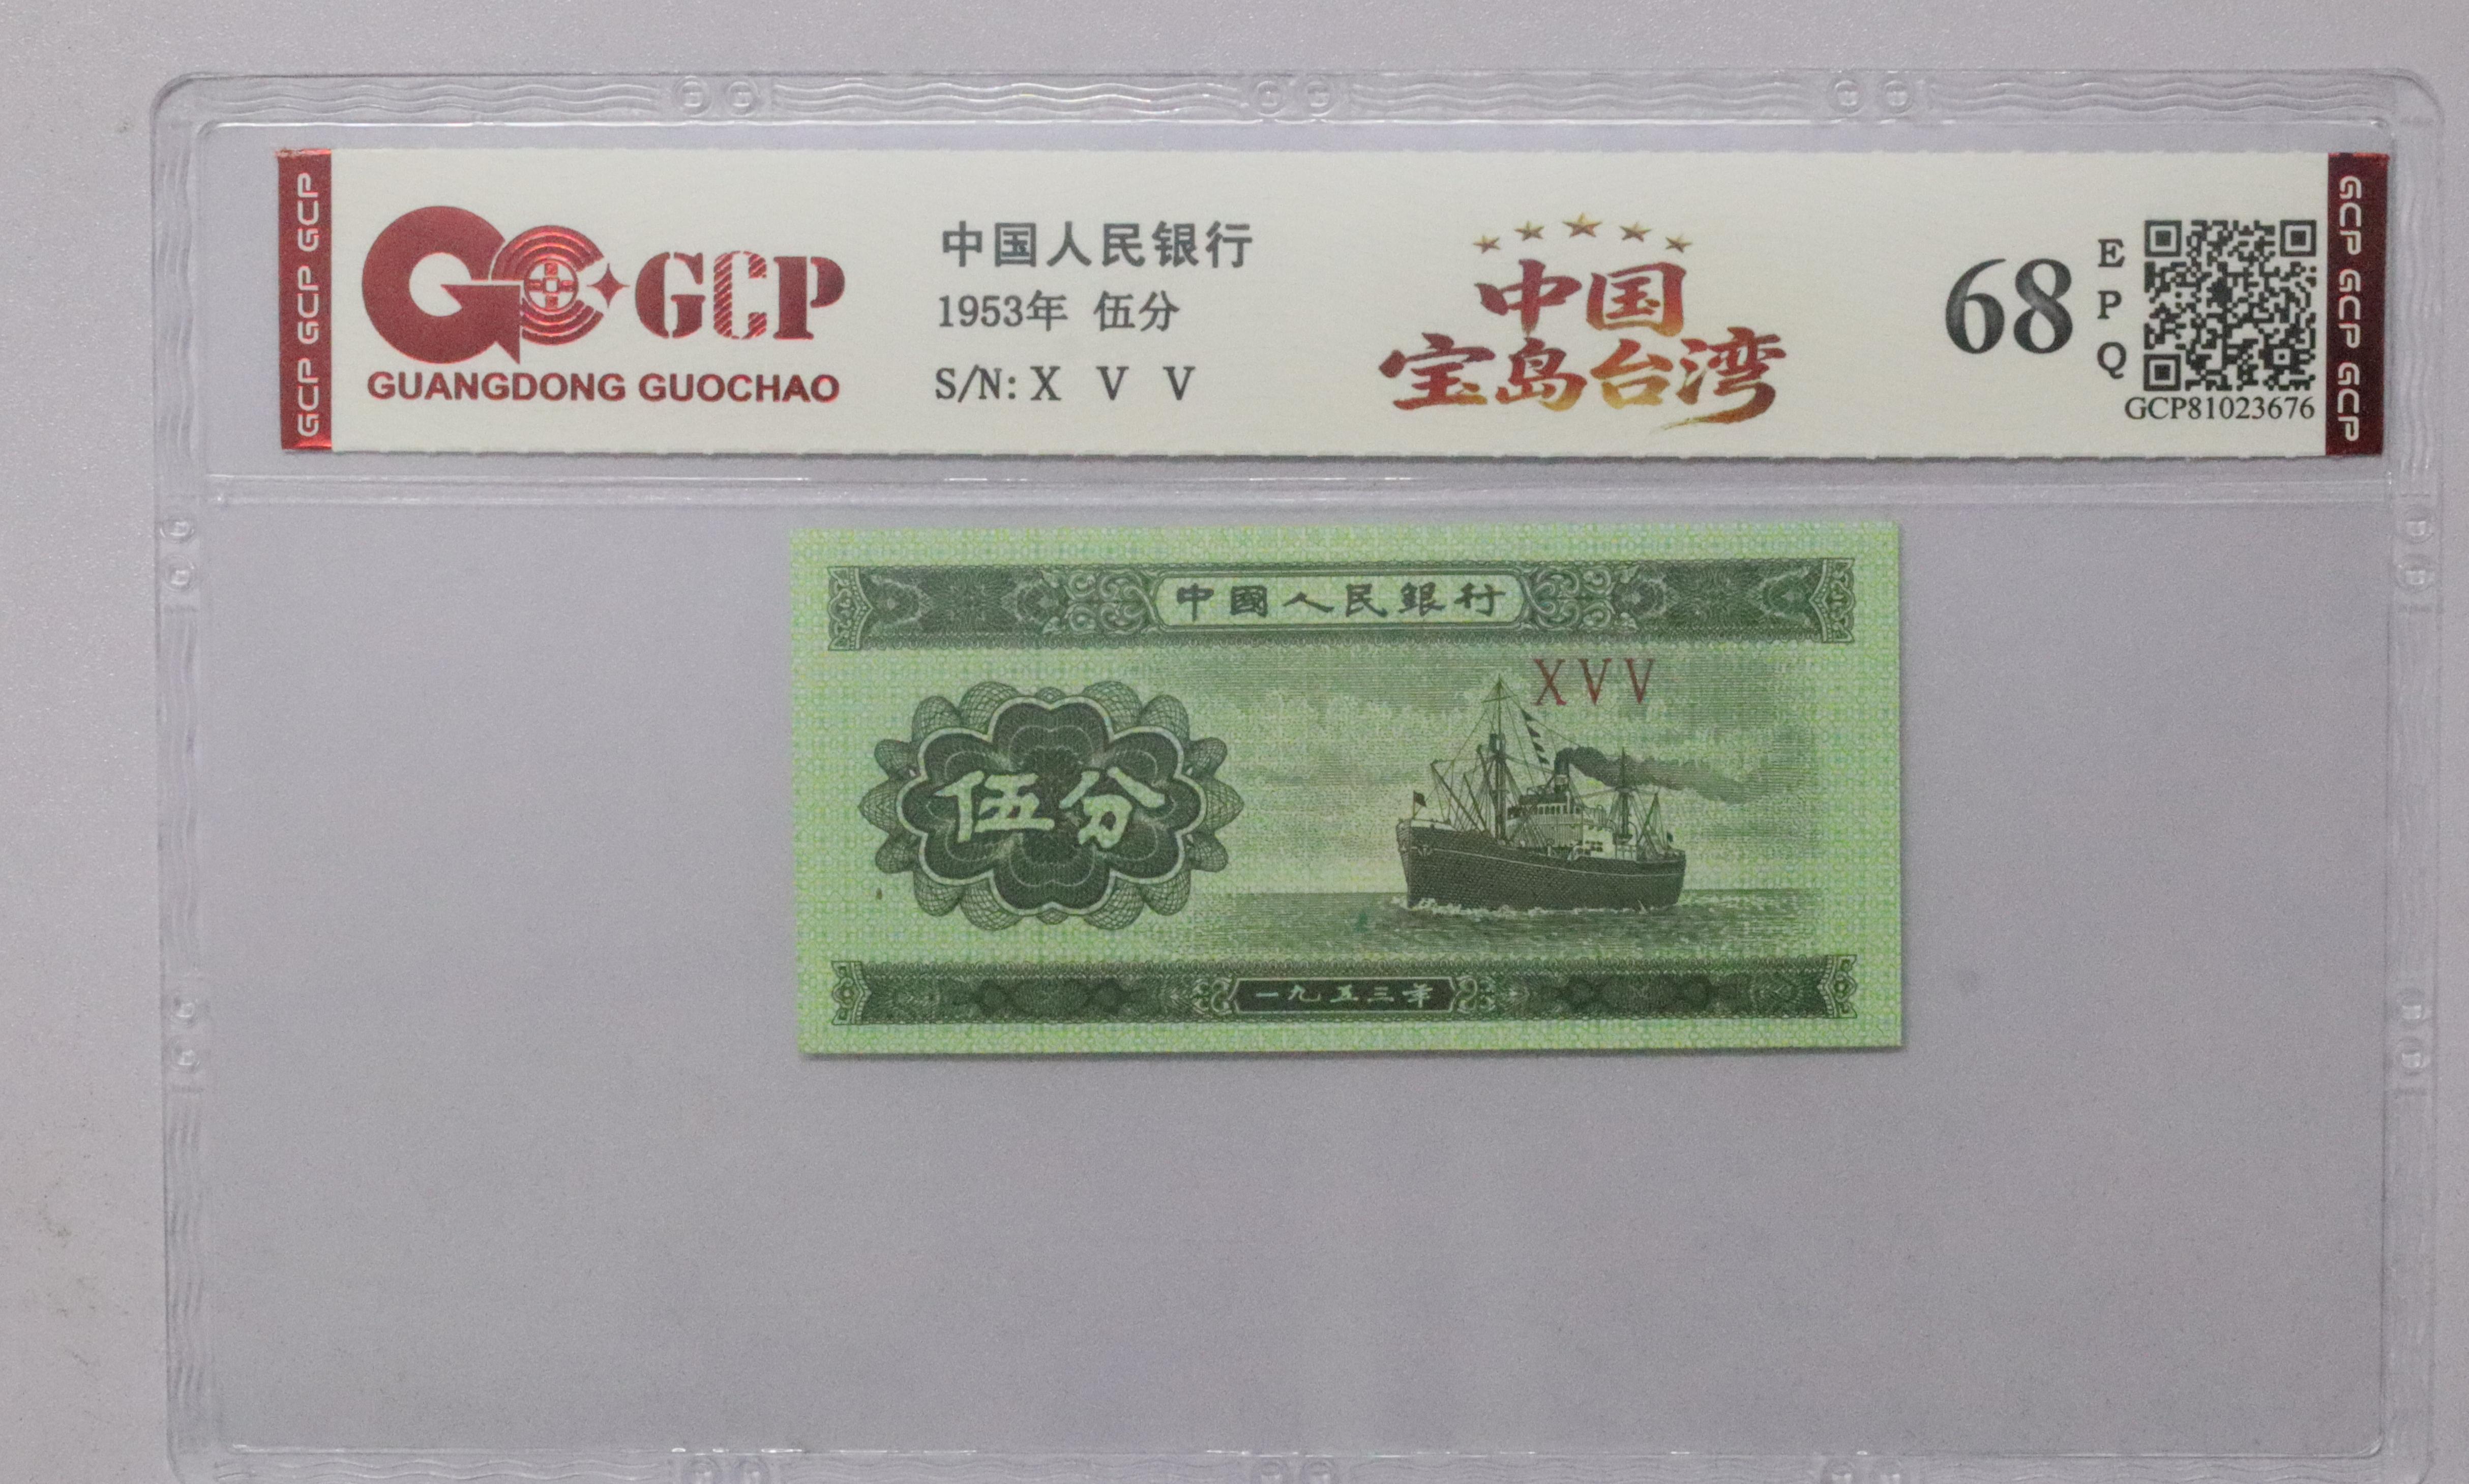 GCP GCP GCP
GCP
GUANGDONG GUOCHAO
中国人民银行
1953年 伍分
S/N: X V V
中国
宝岛台湾
68
E
P
Q
GCP81023676
GCP GCP GCP
中國人民銀行
XVV
伍分
一九五三年